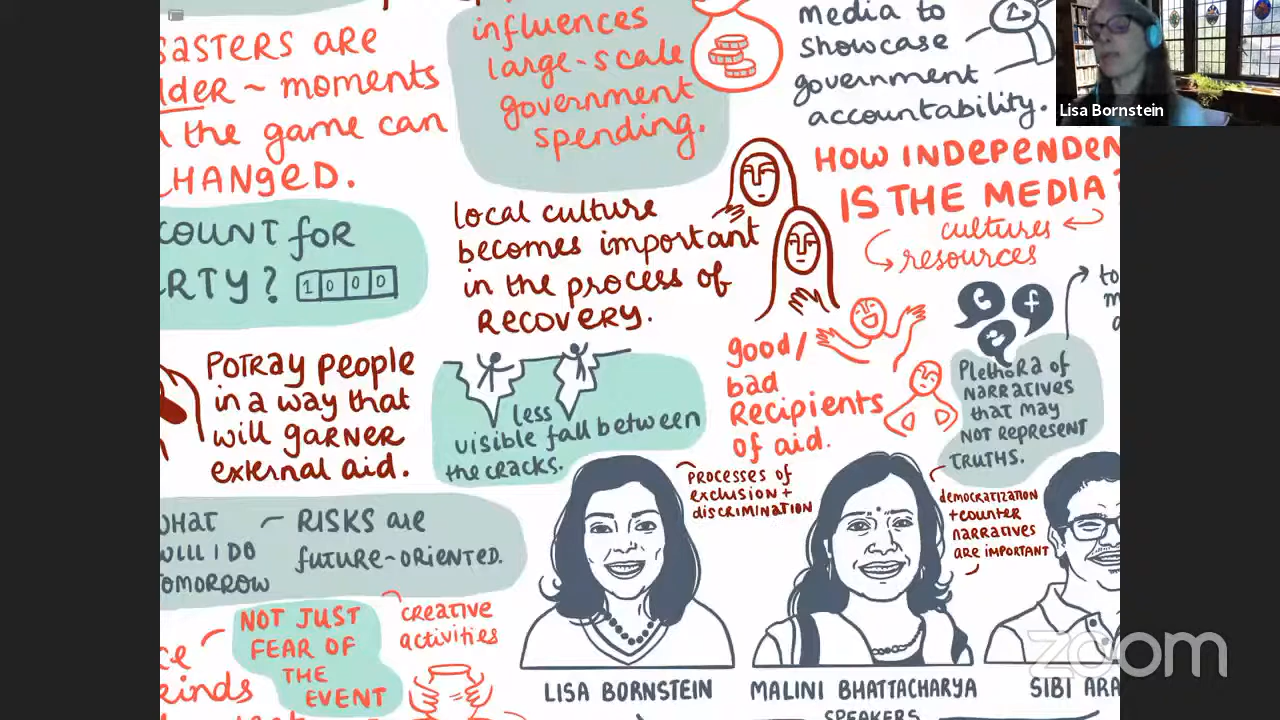 SASTERS ARE
moments
the game can
CHANGED.
influences
large-scale
government
spending.
media to
showcase
government
accountability.
Lisa Bornstein
HOW INDEPENDEN
IS THE MEDIA?
cultures
resources
COUNT foR
RTY? 1000
local culture
becomes important
in the process of
RECOVERY.
POTRAY people
in a way that
will garner
external aid.
less
visible fall between
the cracks.
good/
bad
Recipients
of aid.
to
PlethoRa of
NARRATIVES
that may
NOT REPRESENT
TRUTHS.
PROCESSES of
exclusion +
discRiMiNATiON
democratization
+counter
narratives
are important
WHAT
WILL I DO
TOMORROW
RISKS are
future-oriented.
NOT JUST
FEAR OF
THE
EVENT
creative
activities
kinds
LISA BORNSTEIN
MALINI BHATTACHARYA
SIBI ARA
SPEAKERS
zoom